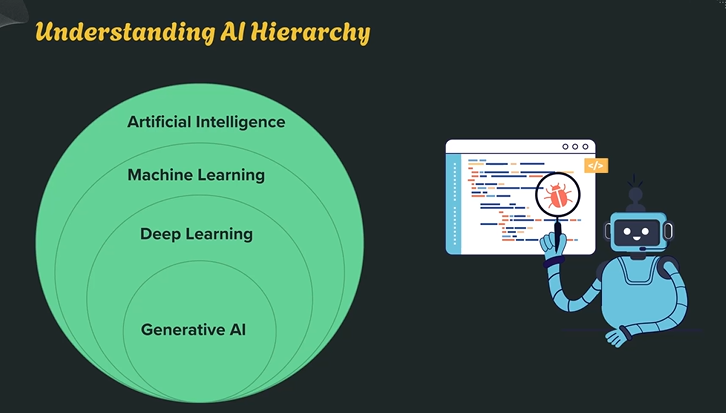 Understanding AI Hierarchy
Artificial Intelligence
Machine Learning
Deep Learning
Generative AI
</>